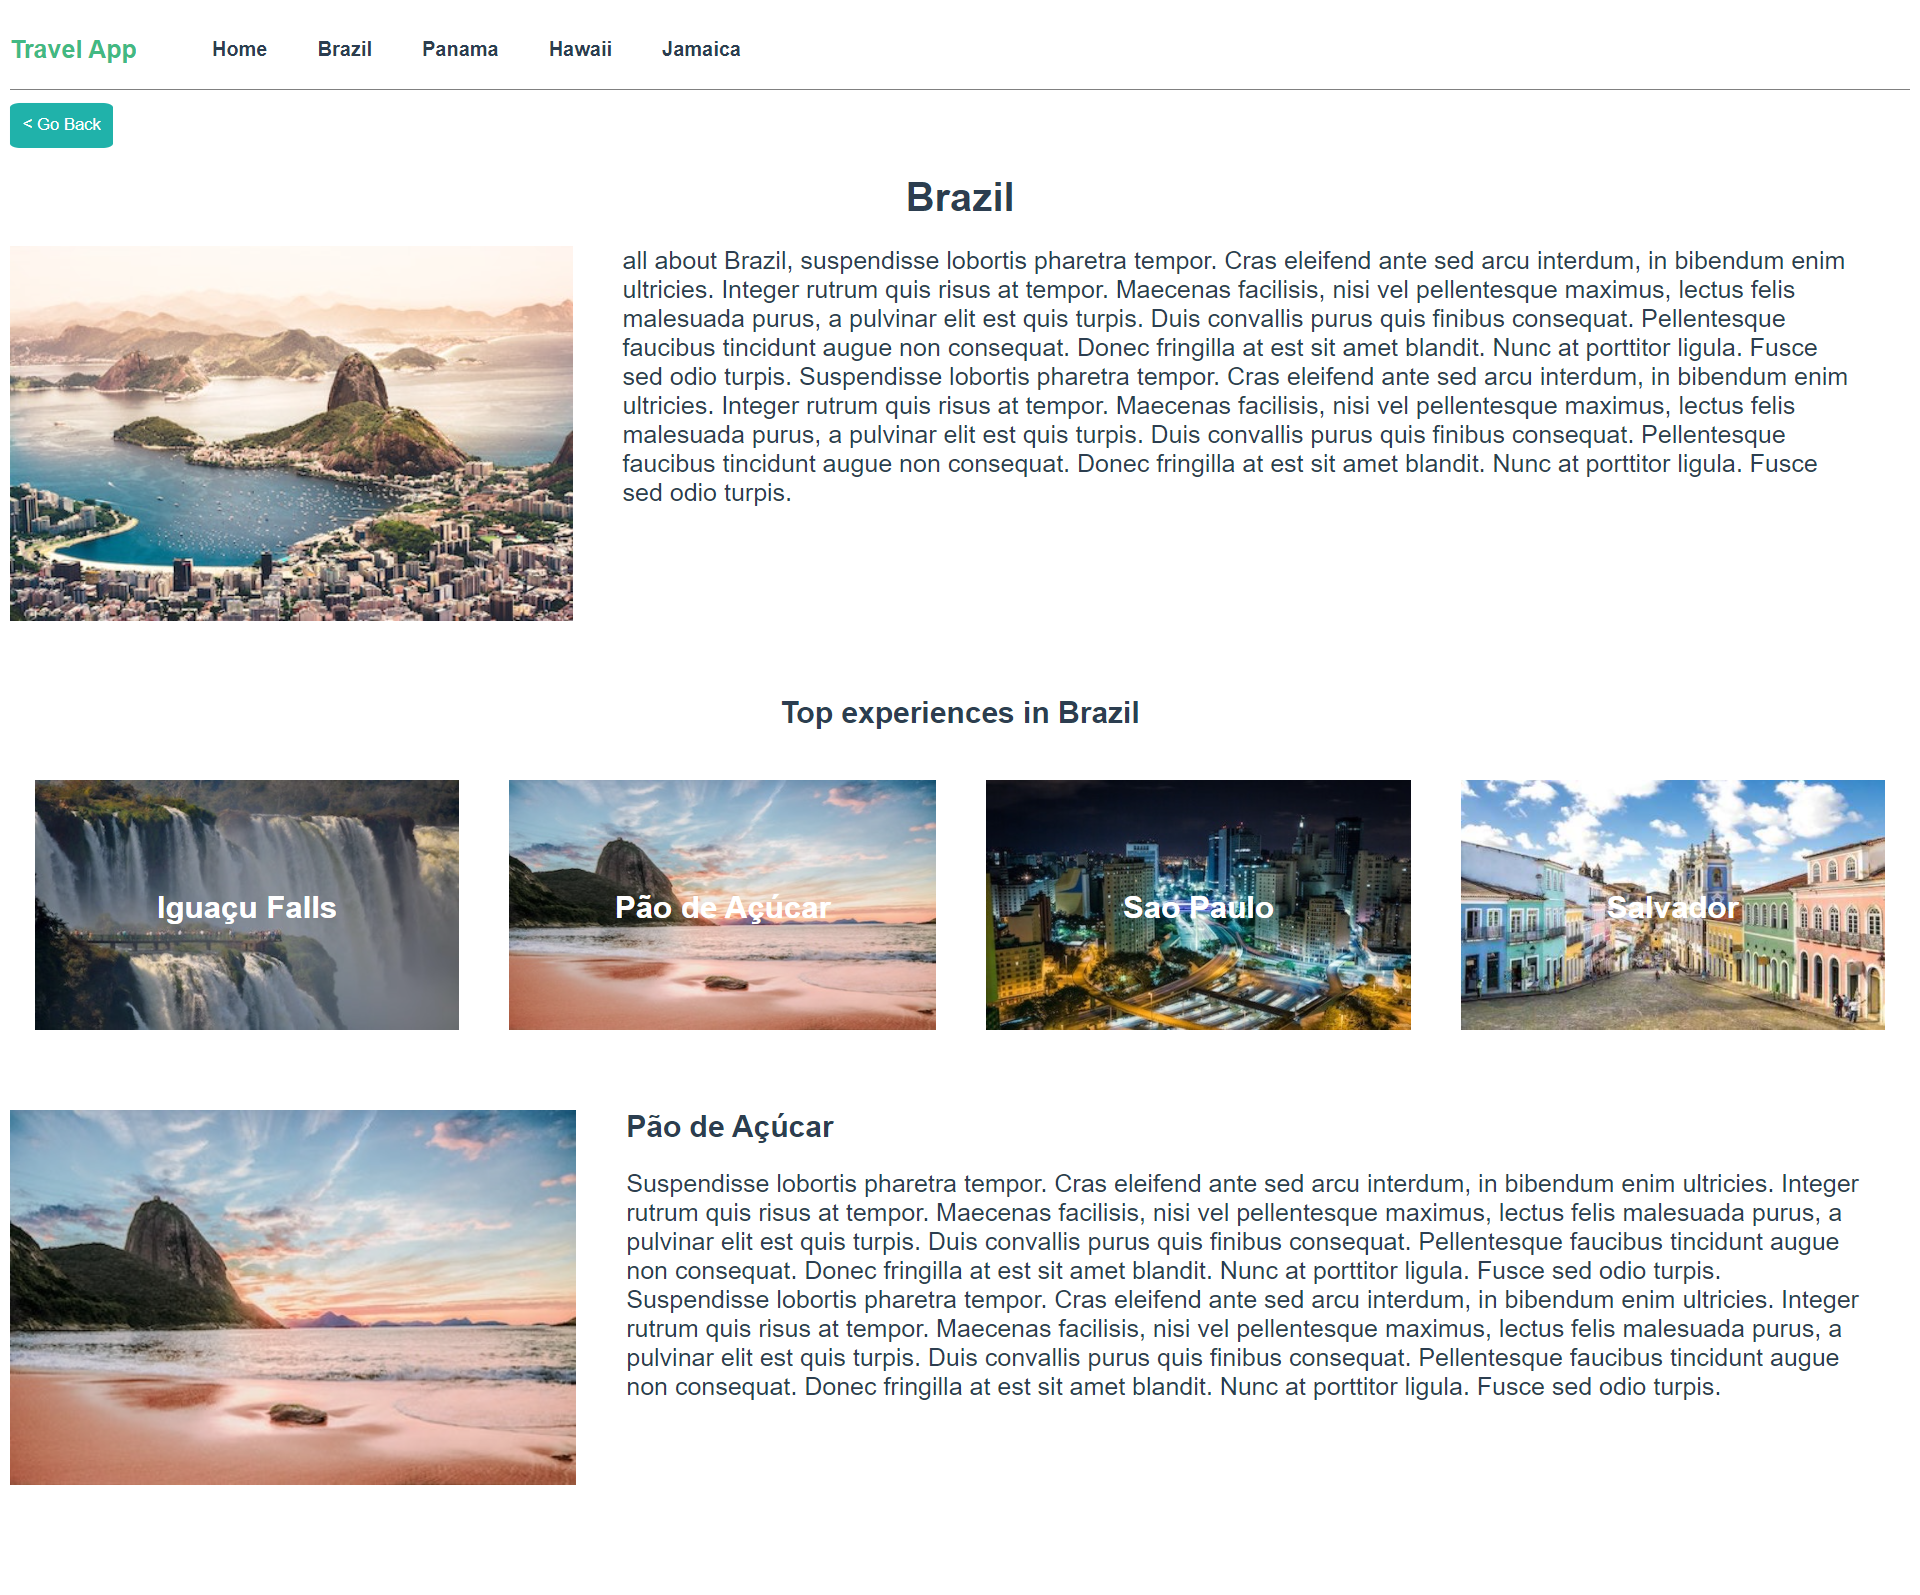 Travel App Home Brazil Panama Hawaii Jamaica
< Go Back
Brazil
all about Brazil, suspendisse lobortis pharetra tempor. Cras eleifend ante sed arcu interdum, in bibendum enim
ultricies. Integer rutrum quis risus at tempor. Maecenas facilisis, nisi vel pellentesque maximus, lectus felis
malesuada purus, a pulvinar elit est quis turpis. Duis convallis purus quis finibus consequat. Pellentesque
faucibus tincidunt augue non consequat. Donec fringilla at est sit amet blandit. Nunc at porttitor ligula. Fusce
sed odio turpis. Suspendisse lobortis pharetra tempor. Cras eleifend ante sed arcu interdum, in bibendum enim
ultricies. Integer rutrum quis risus at tempor. Maecenas facilisis, nisi vel pellentesque maximus, lectus felis
malesuada purus, a pulvinar elit est quis turpis. Duis convallis purus quis finibus consequat. Pellentesque
faucibus tincidunt augue non consequat. Donec fringilla at est sit amet blandit. Nunc at porttitor ligula. Fusce
sed odio turpis.
Top experiences in Brazil
Iguaçu Falls
Pão de Açúcar
Sao Paulo
Salvador
Pão de Açúcar
Suspendisse lobortis pharetra tempor. Cras eleifend ante sed arcu interdum, in bibendum enim ultricies. Integer
rutrum quis risus at tempor. Maecenas facilisis, nisi vel pellentesque maximus, lectus felis malesuada purus, a
pulvinar elit est quis turpis. Duis convallis purus quis finibus consequat. Pellentesque faucibus tincidunt augue
non consequat. Donec fringilla at est sit amet blandit. Nunc at porttitor ligula. Fusce sed odio turpis.
Suspendisse lobortis pharetra tempor. Cras eleifend ante sed arcu interdum, in bibendum enim ultricies. Integer
rutrum quis risus at tempor. Maecenas facilisis, nisi vel pellentesque maximus, lectus felis malesuada purus, a
pulvinar elit est quis turpis. Duis convallis purus quis finibus consequat. Pellentesque faucibus tincidunt augue
non consequat. Donec fringilla at est sit amet blandit. Nunc at porttitor ligula. Fusce sed odio turpis.